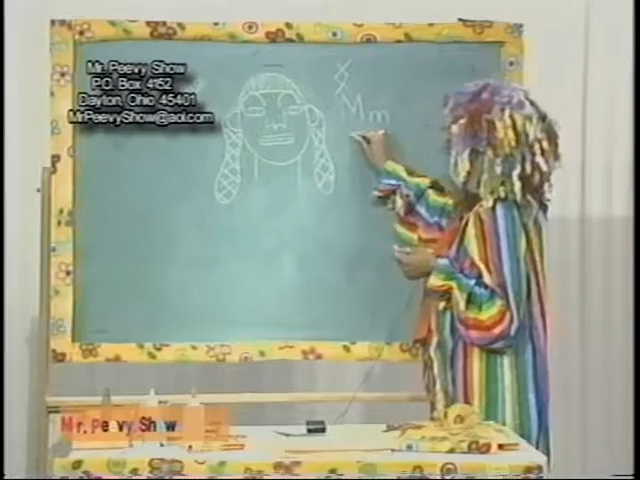 Mr. Peevy Show
P.O. Box 4152
Dayton, Ohio 45401
MrPeevyShow@aol.com
Mm
Mr. Peevy Show